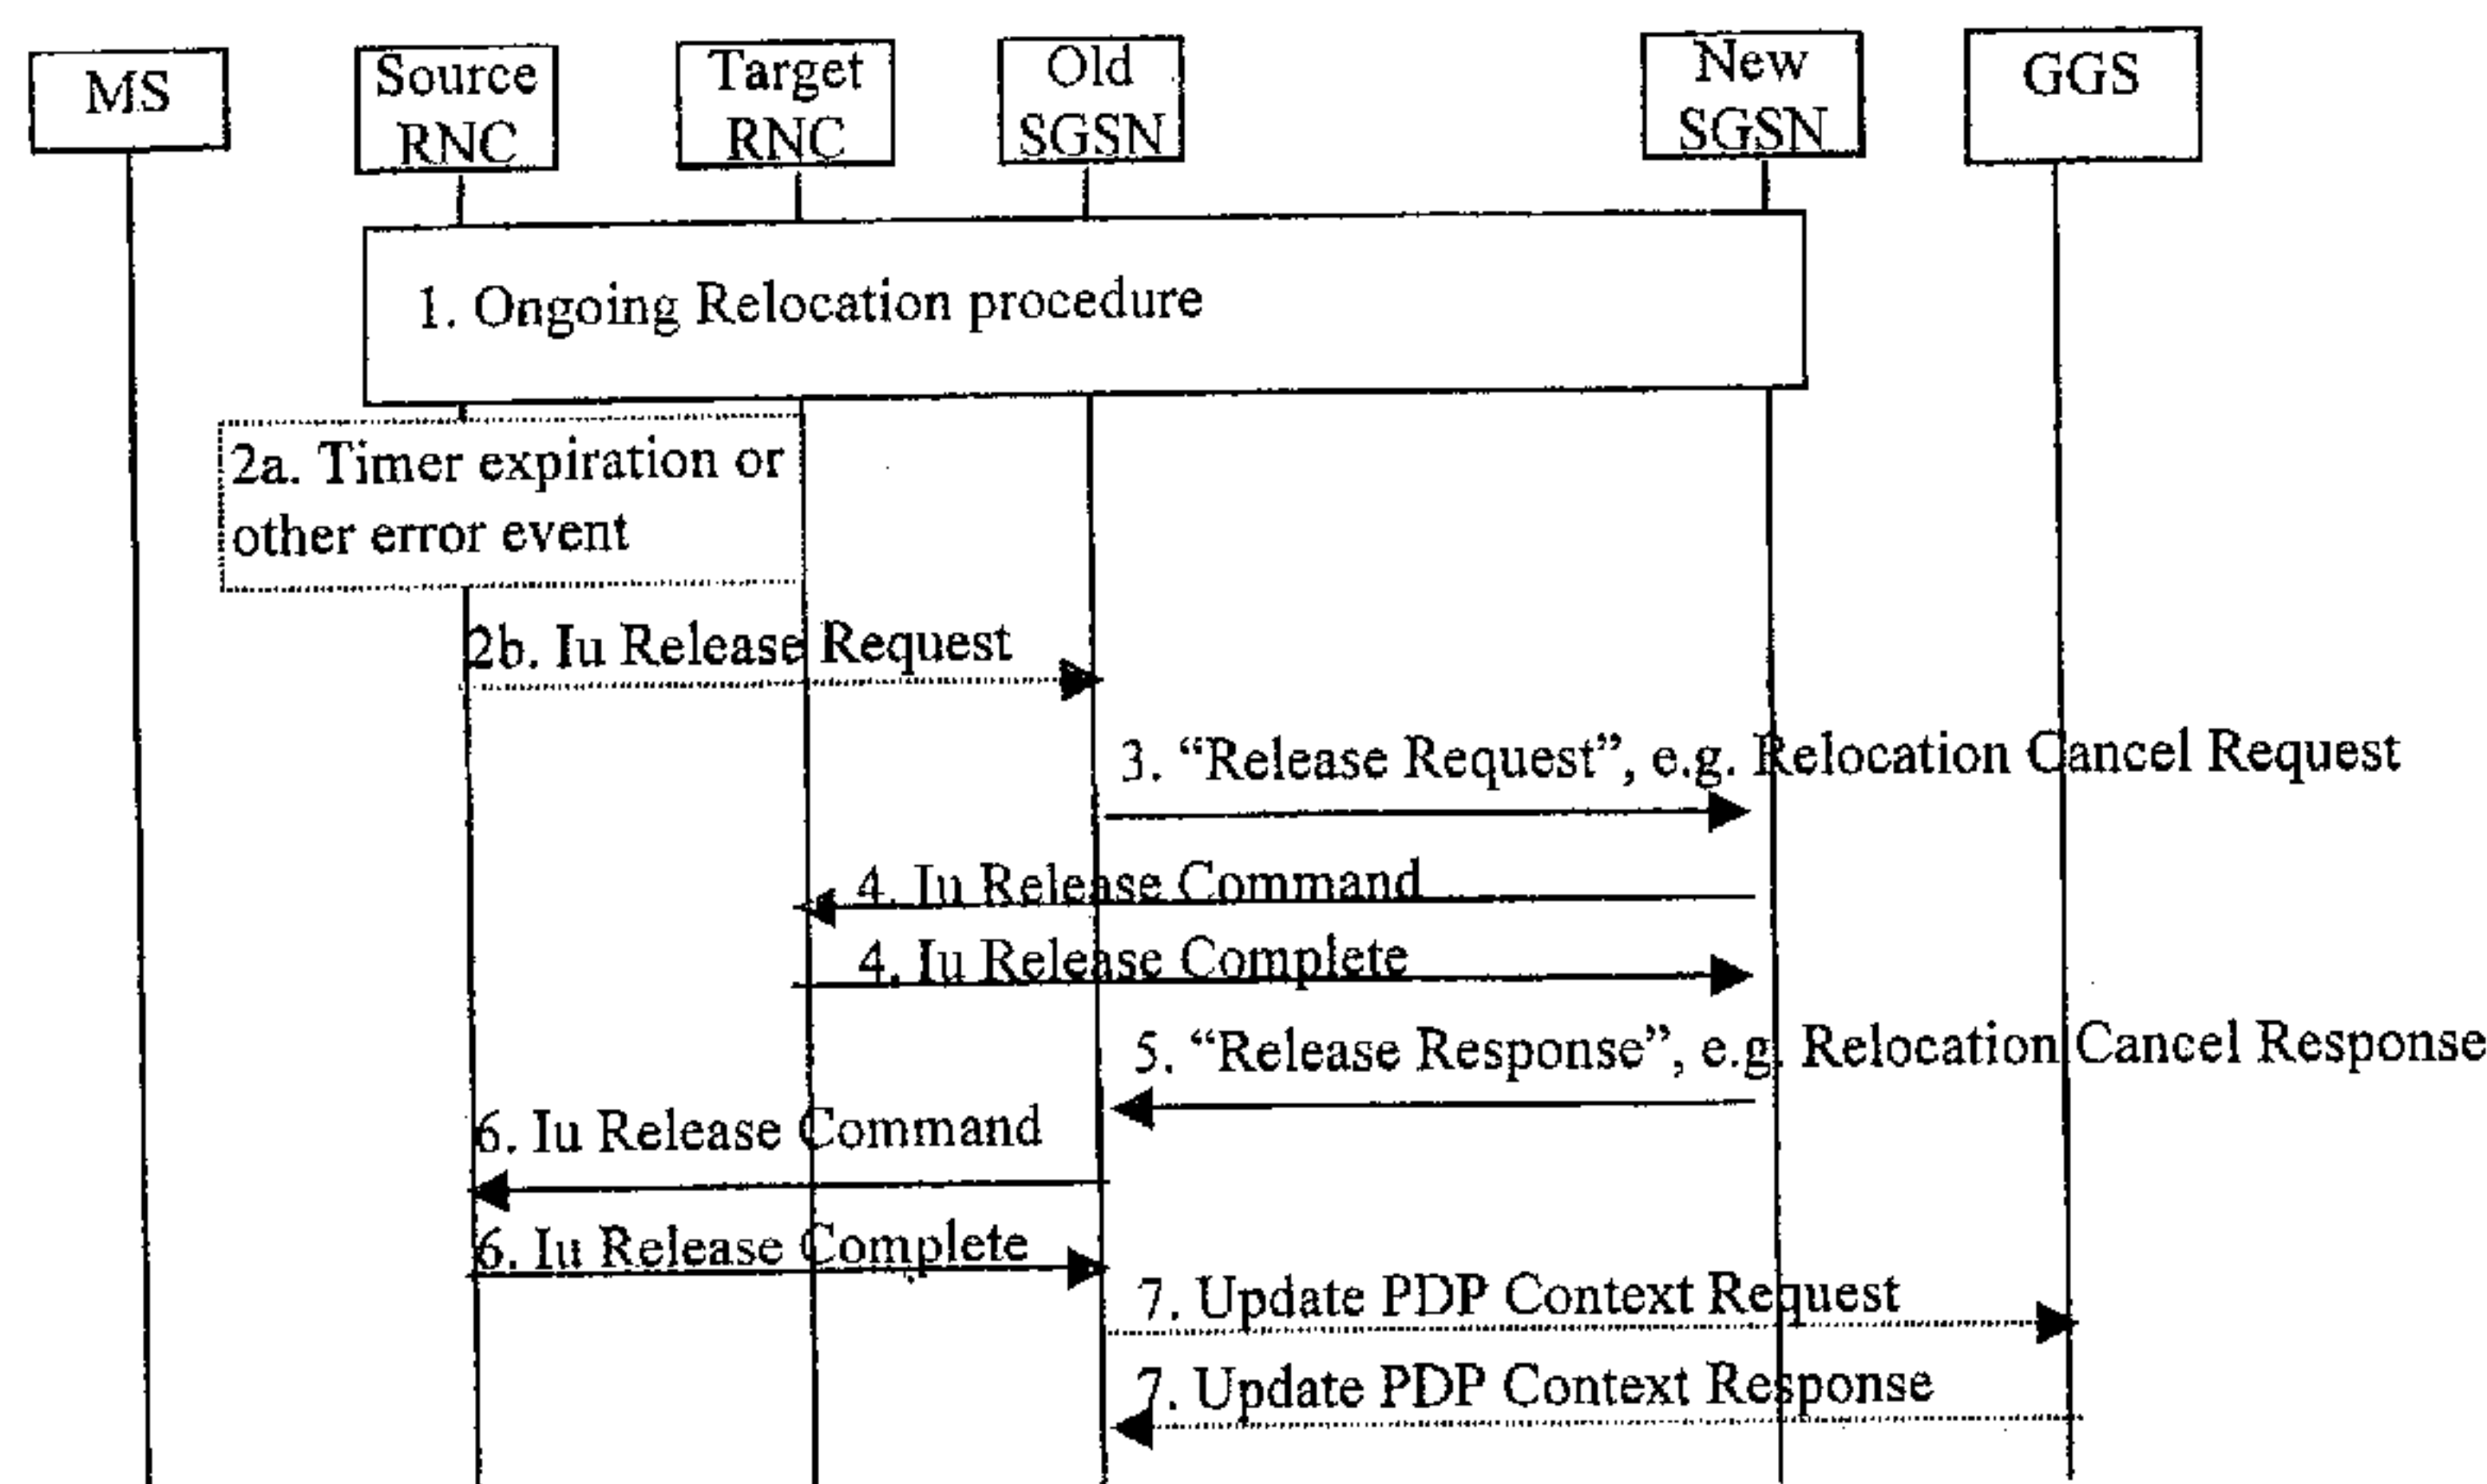 MS
Source
RNC
Target
RNC
Old
SGSN
New
SGSN
GGS
1. Ongoing Relocation procedure
2a. Timer expiration or
other error event
2b. Iu Release Request
3. “Release Request”, e.g. Relocation Cancel Request
4. Iu Release Command
4. Iu Release Complete
5. “Release Response”, e.g. Relocation Cancel Response
6. Iu Release Command
6. Iu Release Complete
7. Update PDP Context Request
7. Update PDP Context Response